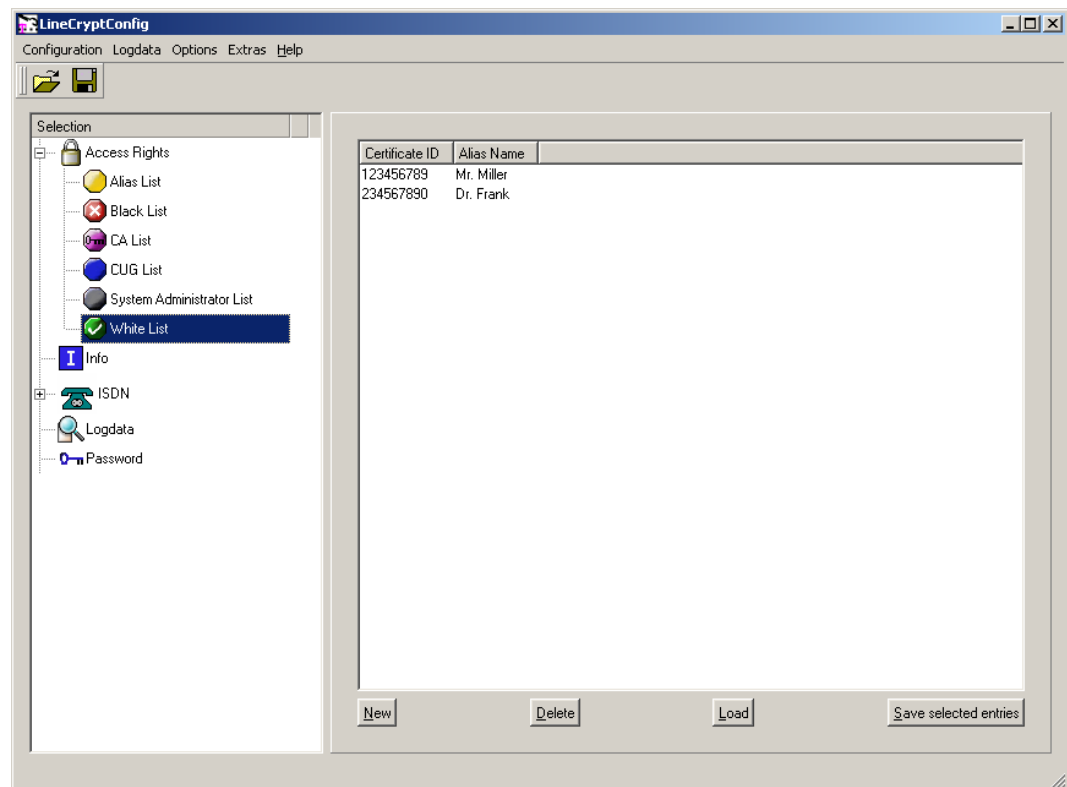 LineCryptConfig
Configuration Logdata Options Extras Help
Selection
Access Rights
Alias List
Black List
CA List
CUG List
System Administrator List
White List
Info
ISDN
Logdata
Password
Certificate ID Alias Name
123456789 Mr. Miller
234567890 Dr. Frank
New Delete Load Save selected entries